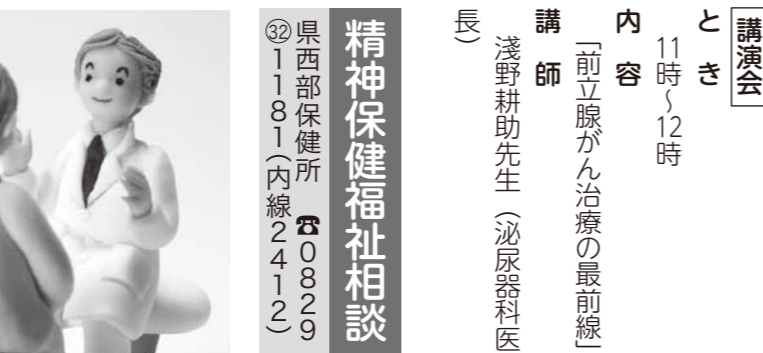 講演会
とき
11時〜12時
内容
「前立腺がん治療の最前線」
講師
淺野耕助先生（泌尿器科医
長）
精神保健福祉相談
県西部保健所　☎0829
㉜1181（内線2412）